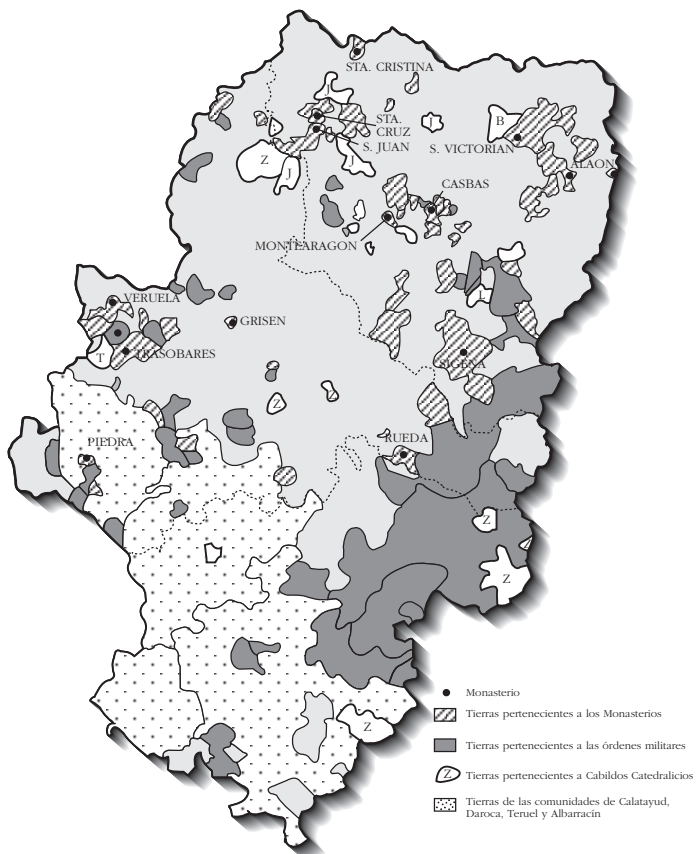 STA. CRISTINA
J
STA.
CRUZ
S. JUAN
J
B
S. VICTORIAN
ALAON
Z
J
J
CASBAS
MONTEARAGON
VERUELA
L
GRISEN
T
TRASOBARES
SIGENA
Z
Z
PIEDRA
RUEDA
Z
Z
Z
Monasterio
Tierras pertenecientes a los Monasterios
Tierras pertenecientes a las órdenes militares
Z Tierras pertenecientes a Cabildos Catedralicios
Tierras de las comunidades de Calatayud,
Daroca, Teruel y Albarracín